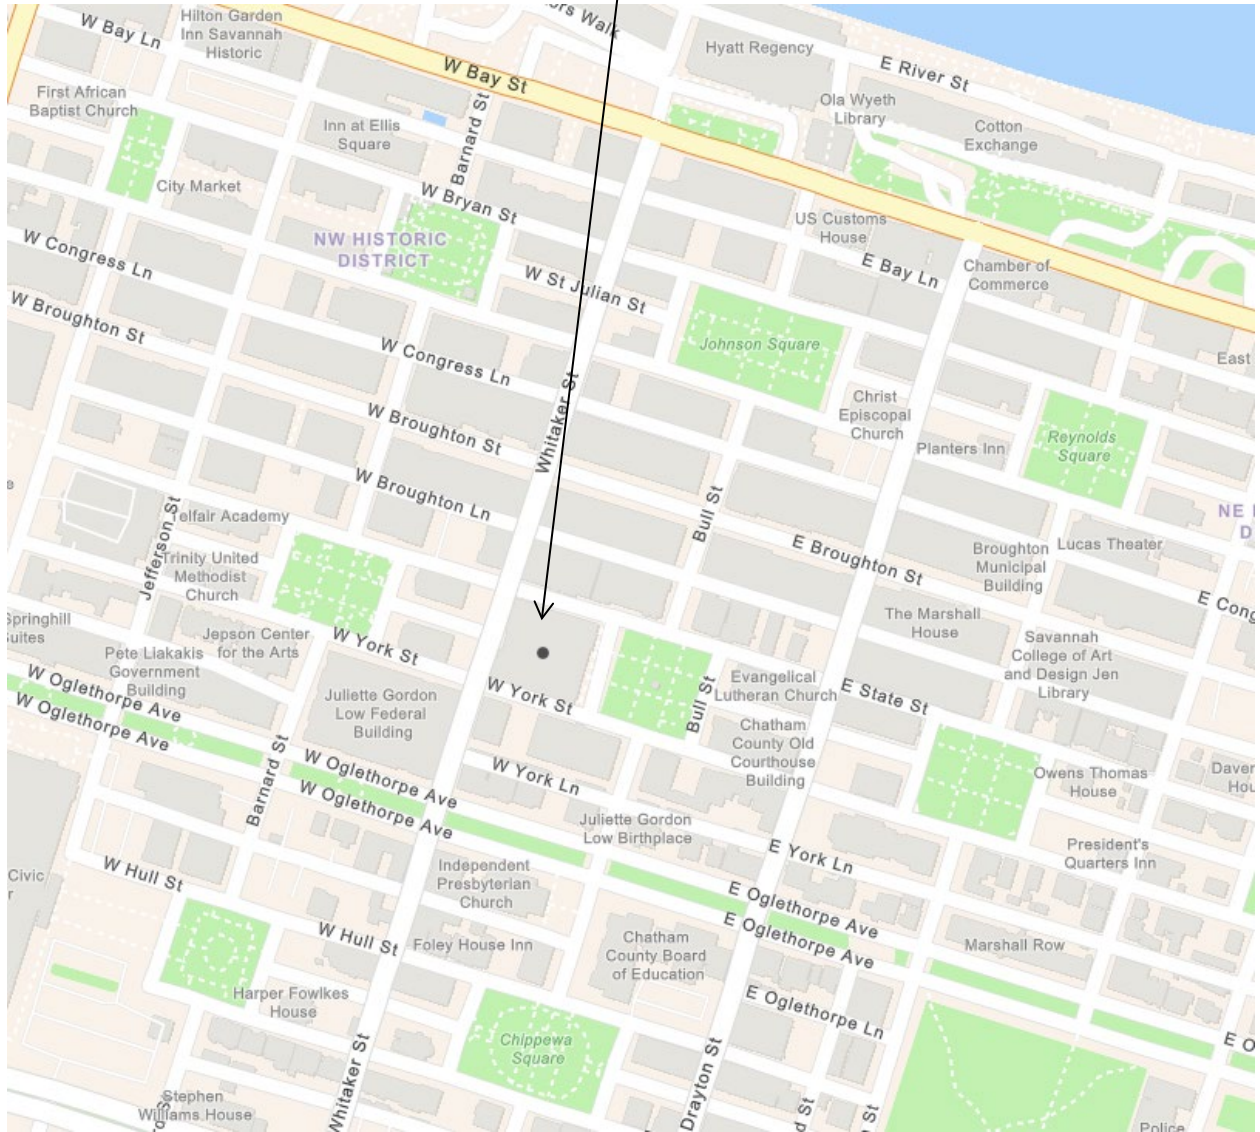 W Bay Ln
Hilton Garden
Inn Savannah
Historic
ors Walk
Hyatt Regency
E River St
W Bay St
First African
Baptist Church
Inn at Ellis
Square
Barnard St
Ola Wyeth
Library
Cotton
Exchange
City Market
W Bryan St
US Customs
House
NW HISTORIC
DISTRICT
W Congress Ln
W St Julian St
E Bay Ln
Chamber of
Commerce
W Broughton St
W Congress Ln
Johnson Square
East
Whitaker St
Christ
Episcopal
Church
W Broughton St
Planters Inn
Reynolds
Square
W Broughton Ln
Bull St
NE
D
Jefferson St
elfair Academy
E Broughton St
Broughton
Municipal
Building
Lucas Theater
Trinity United
Methodist
Church
E Cong
Springhill
Suites
Jepson Center
for the Arts
W York St
The Marshall
House
Savannah
College of Art
and Design Jen
Library
Pete Liakakis
Government
Building
W Oglethorpe Ave
W Oglethorpe Ave
Juliette Gordon
Low Federal
Building
W York St
Bull St
Evangelical
Lutheran Church
E State St
Chatham
County Old
Courthouse
Building
Barnard St
W Oglethorpe Ave
W Oglethorpe Ave
W York Ln
Owens Thomas
House
Daver
Hou
Juliette Gordon
Low Birthplace
E York Ln
President's
Quarters Inn
Civic
r
W Hull St
Independent
Presbyterian
Church
E Oglethorpe Ave
E Oglethorpe Ave
W Hull St
Foley House Inn
Chatham
County Board
of Education
Marshall Row
Harper Fowlkes
House
E Oglethorpe Ln
Chippewa
Square
E O
Whitaker St
Drayton St
Stephen
Williams House
d St
St
Police